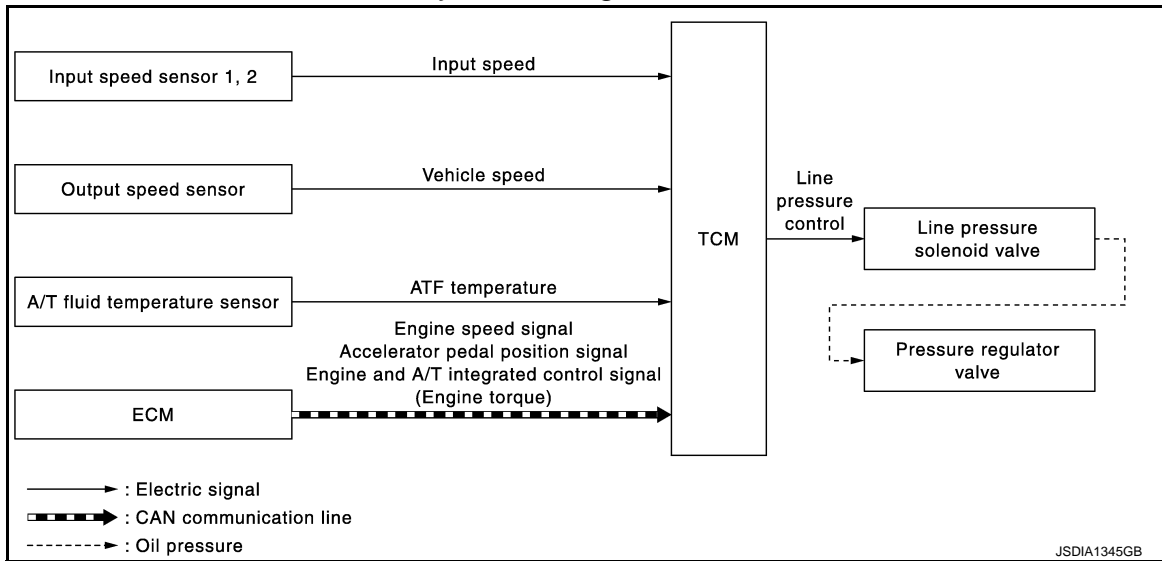 Input speed sensor 1, 2
Input speed
Output speed sensor
Vehicle speed
A/T fluid temperature sensor
ATF temperature
Engine speed signal
Accelerator pedal position signal
Engine and A/T integrated control signal
(Engine torque)
ECM
TCM
Line
pressure
control
Line pressure
solenoid valve
Pressure regulator
valve
: Electric signal
: CAN communication line
: Oil pressure
JSDIA1345GB